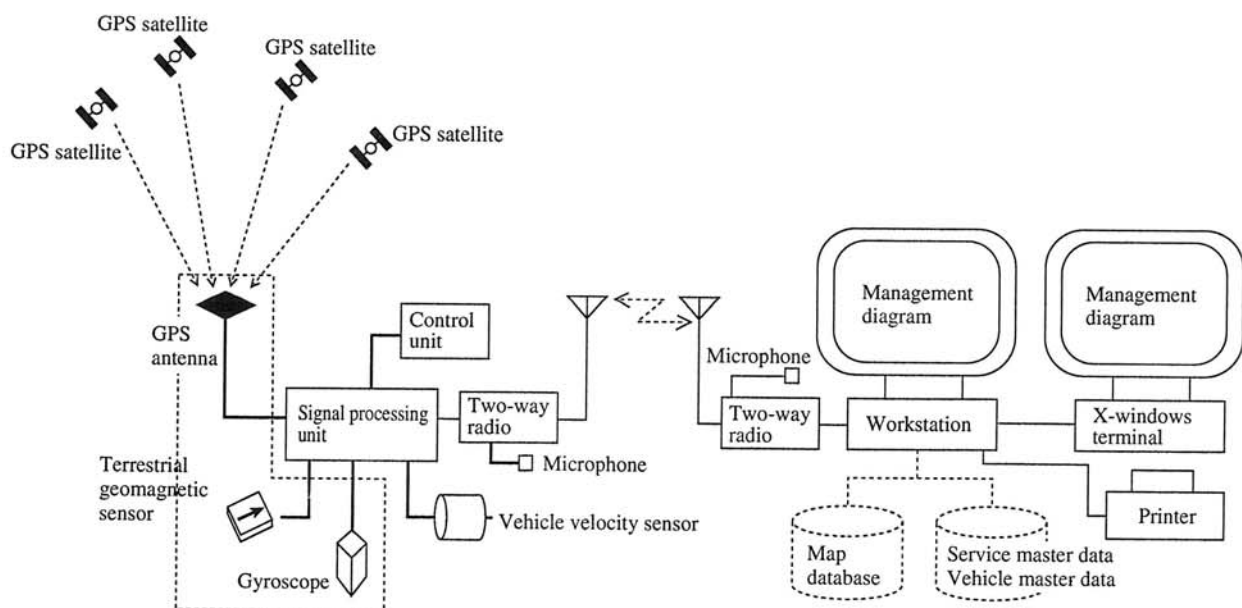 GPS satellite
GPS satellite
GPS satellite
GPS satellite
GPS
antenna
Control
unit
Signal processing
unit
Two-way
radio
Microphone
Terrestrial
geomagnetic
sensor
Gyroscope
Vehicle velocity sensor
Microphone
Two-way
radio
Management
diagram
Management
diagram
Workstation
X-windows
terminal
Printer
Map
database
Service master data
Vehicle master data